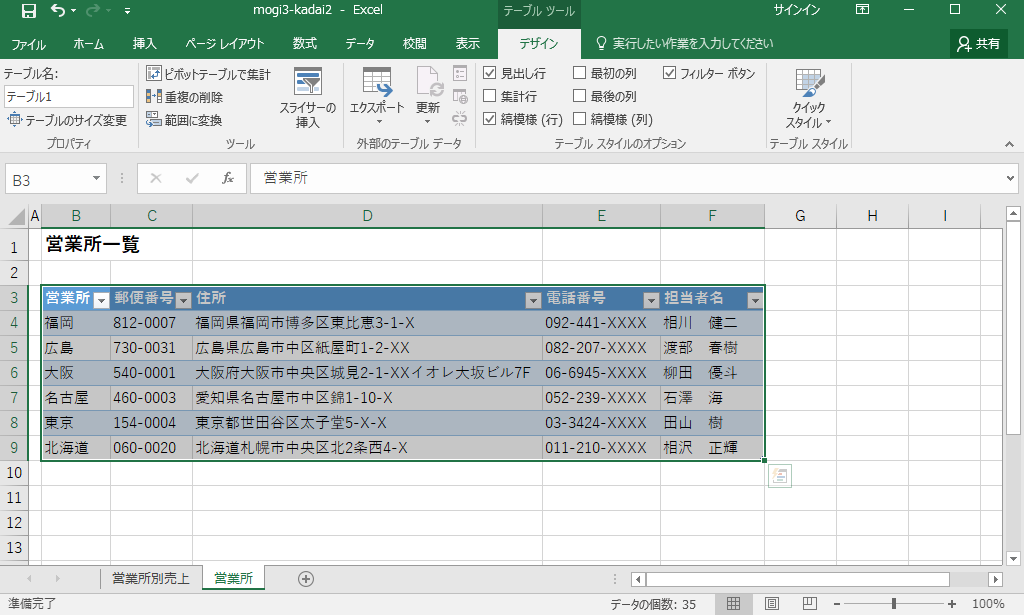 mogi3-kadai2 - Excel
テーブル ツール
サインイン
ファイル ホーム 挿入 ページ レイアウト 数式 データ 校閲 表示 デザイン 実行したい作業を入力してください 共有
テーブル名:
テーブル1
テーブルのサイズ変更
プロパティ
ピボットテーブルで集計
重複の削除
範囲に変換
スライサーの
挿入
ツール
エクスポート
更新
外部のテーブル データ
見出し行 最初の列 フィルター ボタン
集計行 最後の列
縞模様 (行) 縞模様 (列)
テーブル スタイルのオプション
クイック
スタイル
テーブル スタイル
B3 fx 営業所
A B C D E F G H I
1 営業所一覧
2
3 営業所 郵便番号 住所 電話番号 担当者名
4 福岡 812-0007 福岡県福岡市博多区東比恵3-1-X 092-441-XXXX 相川　健二
5 広島 730-0031 広島県広島市中区紙屋町1-2-XX 082-207-XXXX 渡部　春樹
6 大阪 540-0001 大阪府大阪市中央区城見2-1-XXイオレ大坂ビル7F 06-6945-XXXX 柳田　優斗
7 名古屋 460-0003 愛知県名古屋市中区錦1-10-X 052-239-XXXX 石澤　海
8 東京 154-0004 東京都世田谷区太子堂5-X-X 03-3424-XXXX 田山　樹
9 北海道 060-0020 北海道札幌市中央区北2条西4-X 011-210-XXXX 相沢　正輝
10
11
12
13
営業所別売上 営業所
準備完了 データの個数: 35 100%